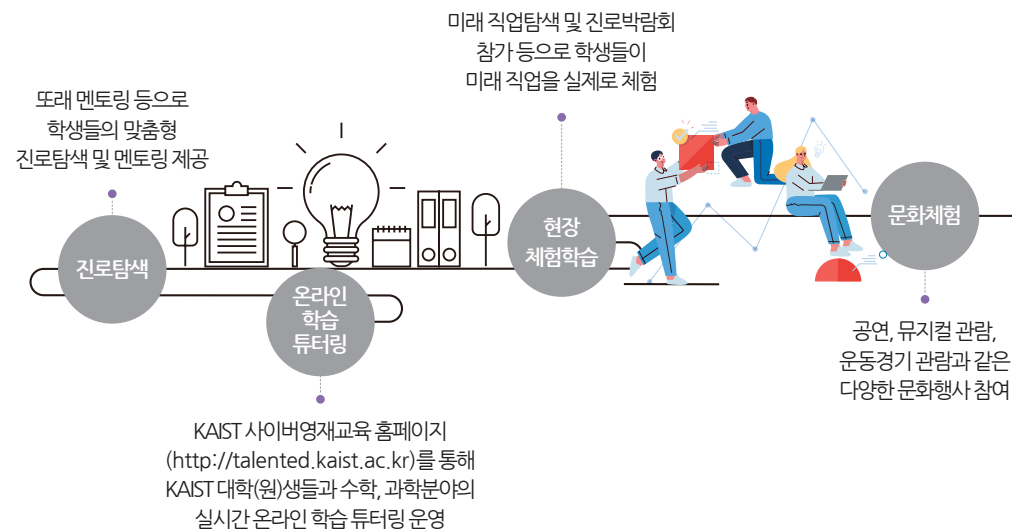 또래 멘토링 등으로
학생들의 맞춤형
진로탐색 및 멘토링 제공
진로탐색
온라인
학습
튜터링
KAIST 사이버영재교육 홈페이지
(http://talented.kaist.ac.kr)를 통해
KAIST 대학(원)생들과 수학, 과학분야의
실시간 온라인 학습 튜터링 운영
미래 직업탐색 및 진로박람회
참가 등으로 학생들이
미래 직업을 실제로 체험
현장
체험학습
문화체험
공연, 뮤지컬 관람,
운동경기 관람과 같은
다양한 문화행사 참여